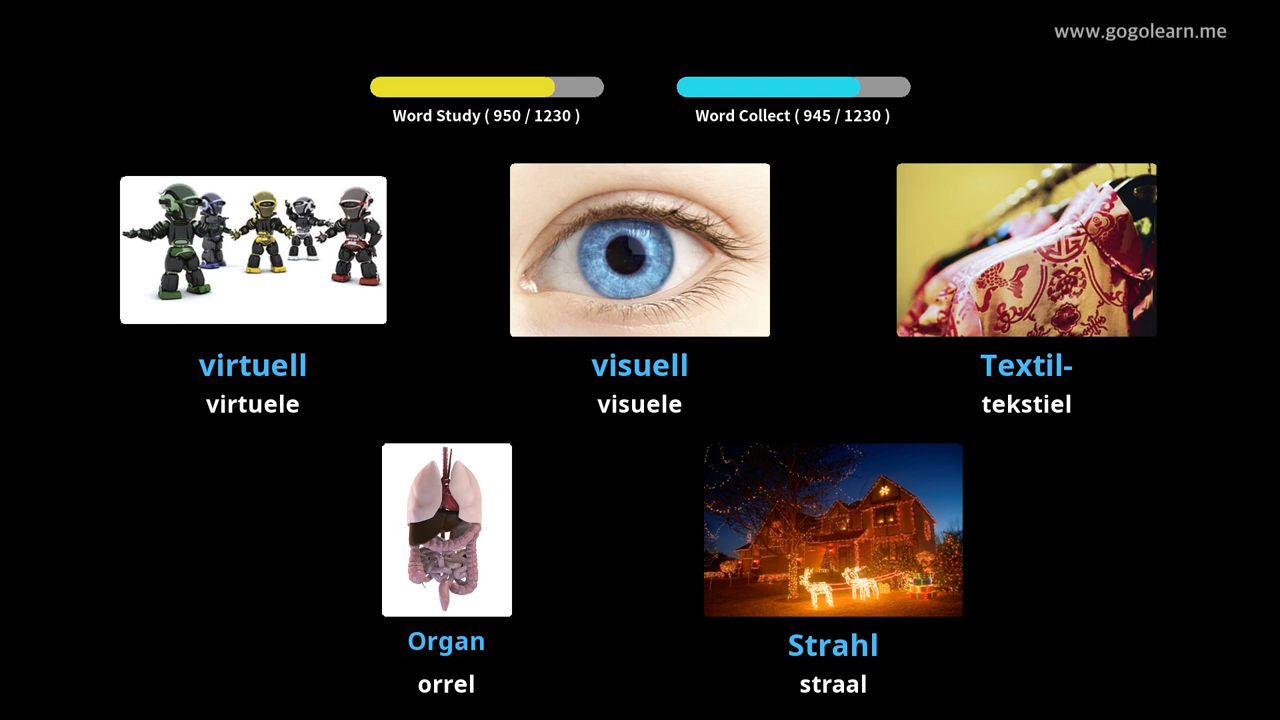 www.gogolearn.me
Word Study ( 950 / 1230 )
Word Collect ( 945 / 1230 )
virtuell
virtuele
visuell
visuele
Textil-
tekstiel
Organ
orrel
Strahl
straal